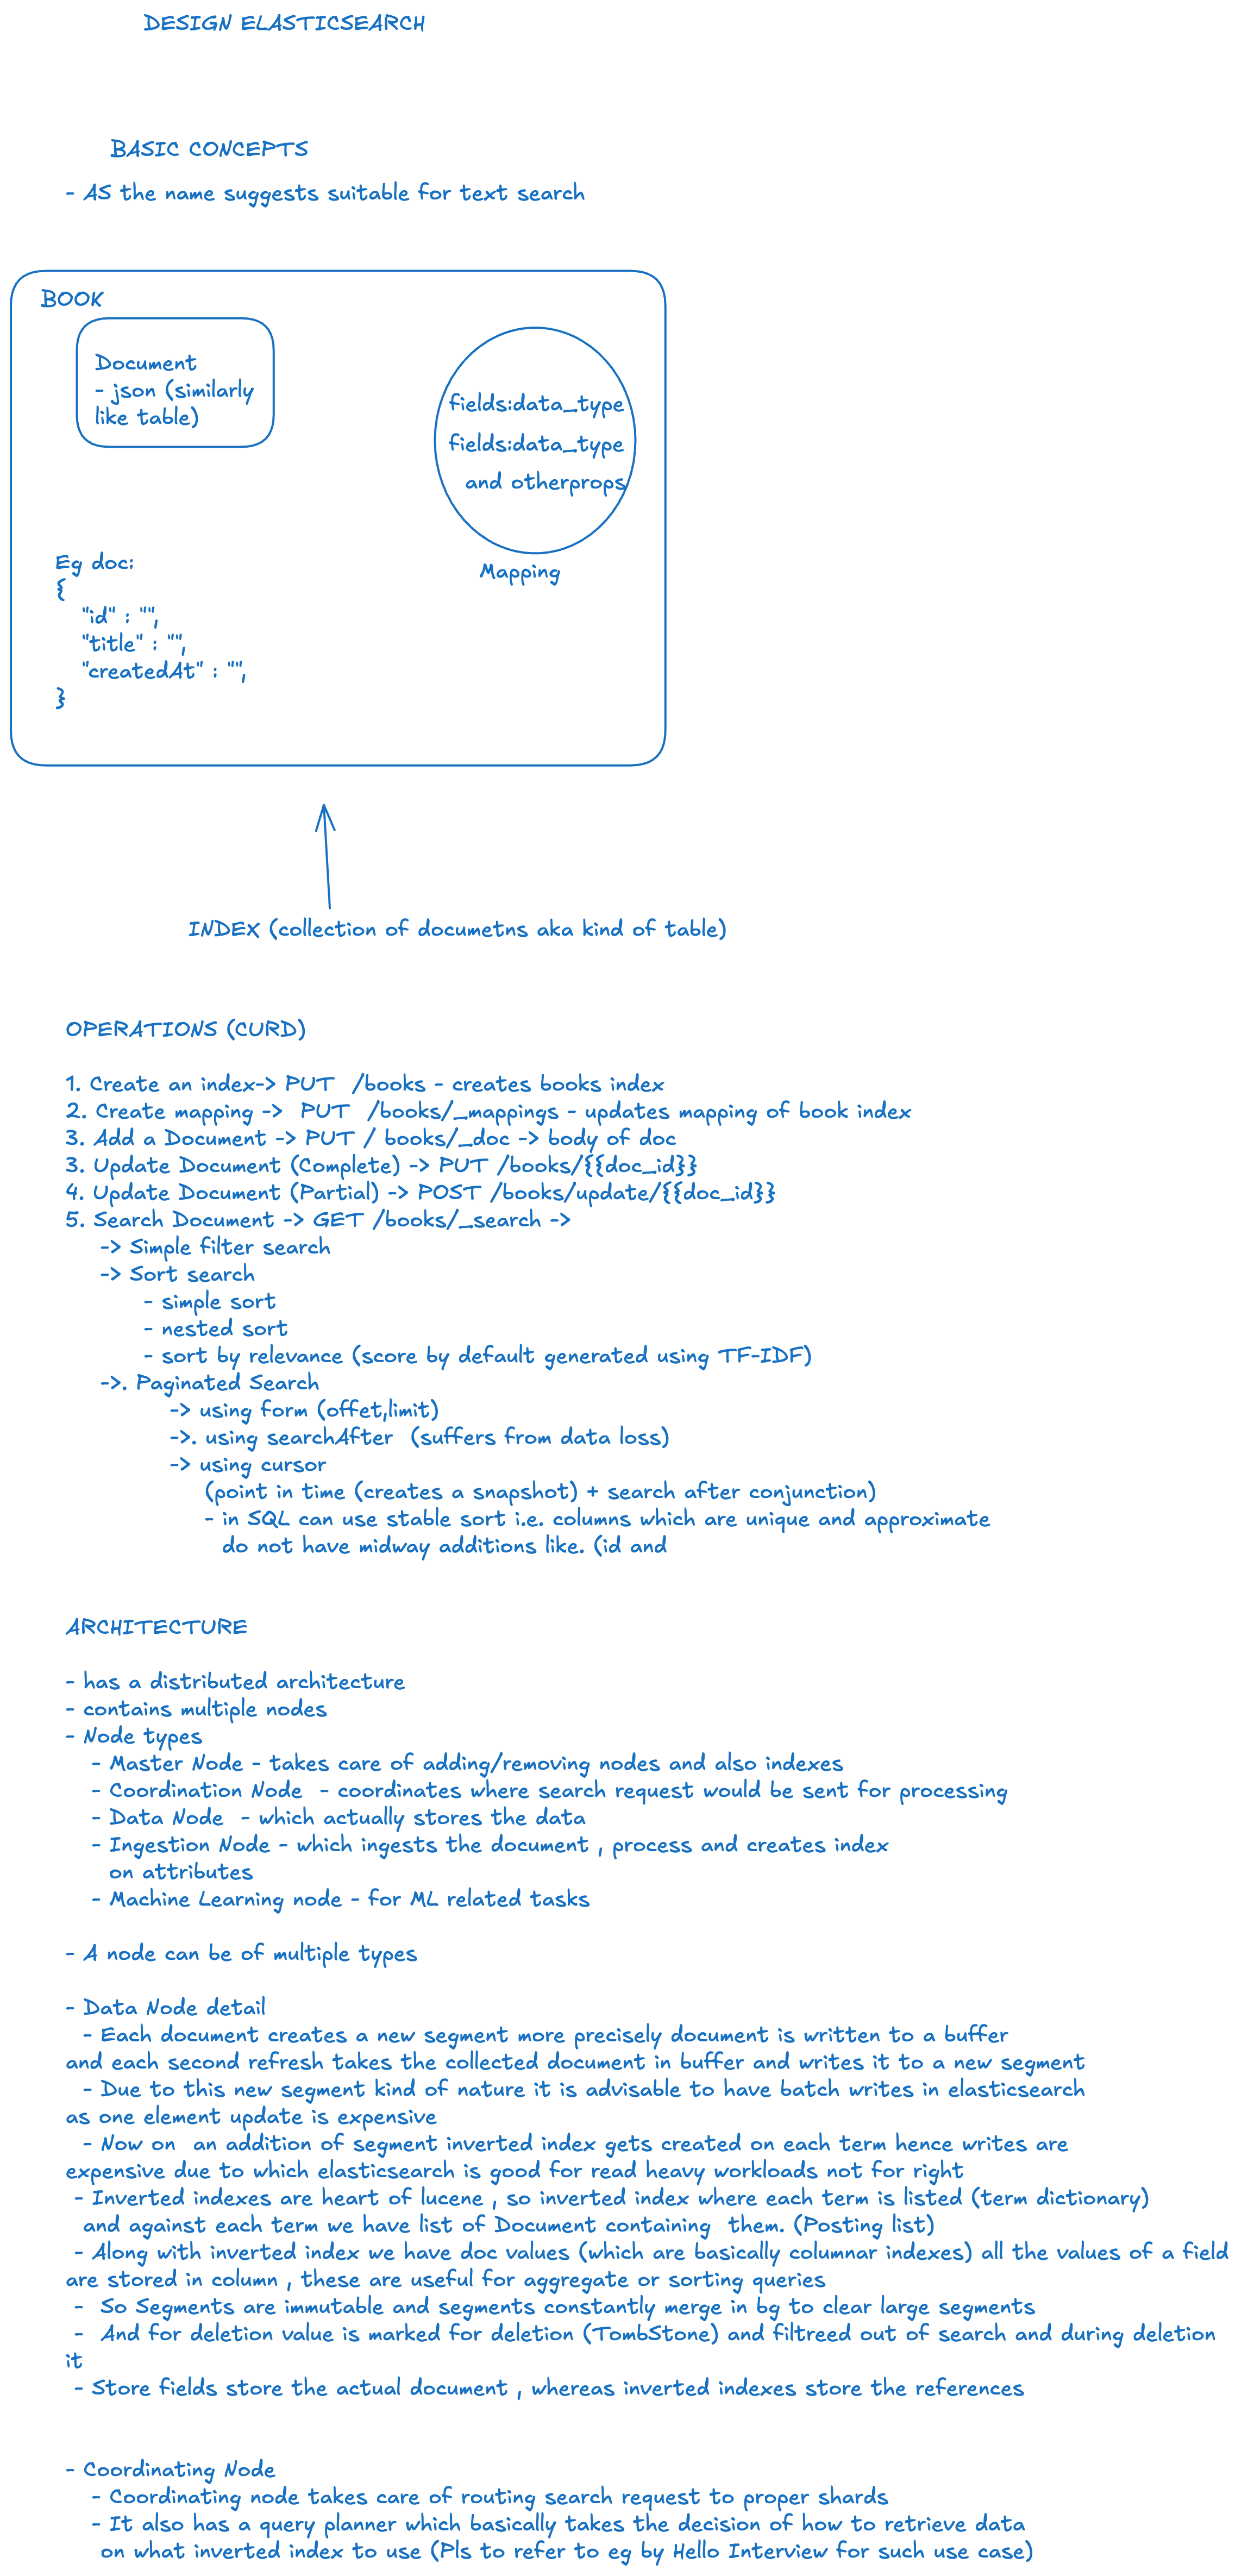 DESIGN ELASTICSEARCH
BASIC CONCEPTS
- AS the name suggests suitable for text search
BOOK
Document
- json (similarly
like table)
fields:data_type
fields:data_type
and otherprops
Mapping
Eg doc:
{
"id" : "",
"title" : "",
"createdAt" : "",
}
INDEX (collection of documetns aka kind of table)
OPERATIONS (CURD)
1. Create an index-> PUT /books - creates books index
2. Create mapping -> PUT /books/_mappings - updates mapping of book index
3. Add a Document -> PUT / books/_doc -> body of doc
3. Update Document (Complete) -> PUT /books/{{doc_id}}
4. Update Document (Partial) -> POST /books/update/{{doc_id}}
5. Search Document -> GET /books/_search ->
-> Simple filter search
-> Sort search
- simple sort
- nested sort
- sort by relevance (score by default generated using TF-IDF)
->. Paginated Search
-> using form (offet,limit)
->. using searchAfter (suffers from data loss)
-> using cursor
(point in time (creates a snapshot) + search after conjunction)
- in SQL can use stable sort i.e. columns which are unique and approximate
do not have midway additions like. (id and
ARCHITECTURE
- has a distributed architecture
- contains multiple nodes
- Node types
- Master Node - takes care of adding/removing nodes and also indexes
- Coordination Node - coordinates where search request would be sent for processing
- Data Node - which actually stores the data
- Ingestion Node - which ingests the document , process and creates index
on attributes
- Machine Learning node - for ML related tasks
- A node can be of multiple types
- Data Node detail
- Each document creates a new segment more precisely document is written to a buffer
and each second refresh takes the collected document in buffer and writes it to a new segment
- Due to this new segment kind of nature it is advisable to have batch writes in elasticsearch
as one element update is expensive
- Now on an addition of segment inverted index gets created on each term hence writes are
expensive due to which elasticsearch is good for read heavy workloads not for right
- Inverted indexes are heart of lucene , so inverted index where each term is listed (term dictionary)
and against each term we have list of Document containing them. (Posting list)
- Along with inverted index we have doc values (which are basically columnar indexes) all the values of a field
are stored in column , these are useful for aggregate or sorting queries
- So Segments are immutable and segments constantly merge in bg to clear large segments
- And for deletion value is marked for deletion (TombStone) and filtreed out of search and during deletion
it
- Store fields store the actual document , whereas inverted indexes store the references
- Coordinating Node
- Coordinating node takes care of routing search request to proper shards
- It also has a query planner which basically takes the decision of how to retrieve data
on what inverted index to use (Pls to refer to eg by Hello Interview for such use case)